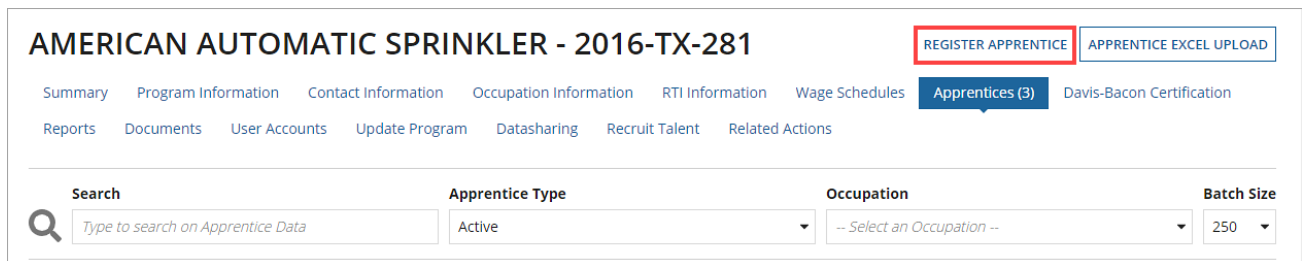 AMERICAN AUTOMATIC SPRINKLER - 2016-TX-281
REGISTER APPRENTICE APPRENTICE EXCEL UPLOAD
Summary Program Information Contact Information Occupation Information RTI Information Wage Schedules Apprentices (3) Davis-Bacon Certification
Reports Documents User Accounts Update Program Datasharing Recruit Talent Related Actions
Search Apprentice Type Occupation Batch Size
Type to search on Apprentice Data Active -- Select an Occupation -- 250